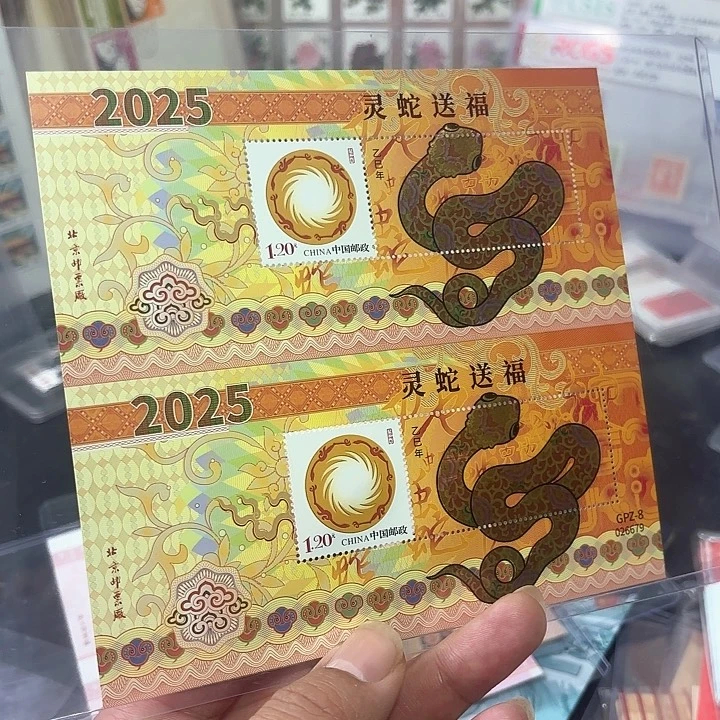 2025
灵蛇送福
乙巳年
1.20元
CHINA中国邮政
北京邮票厂
2025
灵蛇送福
乙巳年
1.20元
CHINA中国邮政
北京邮票厂
GPZ-8
026679